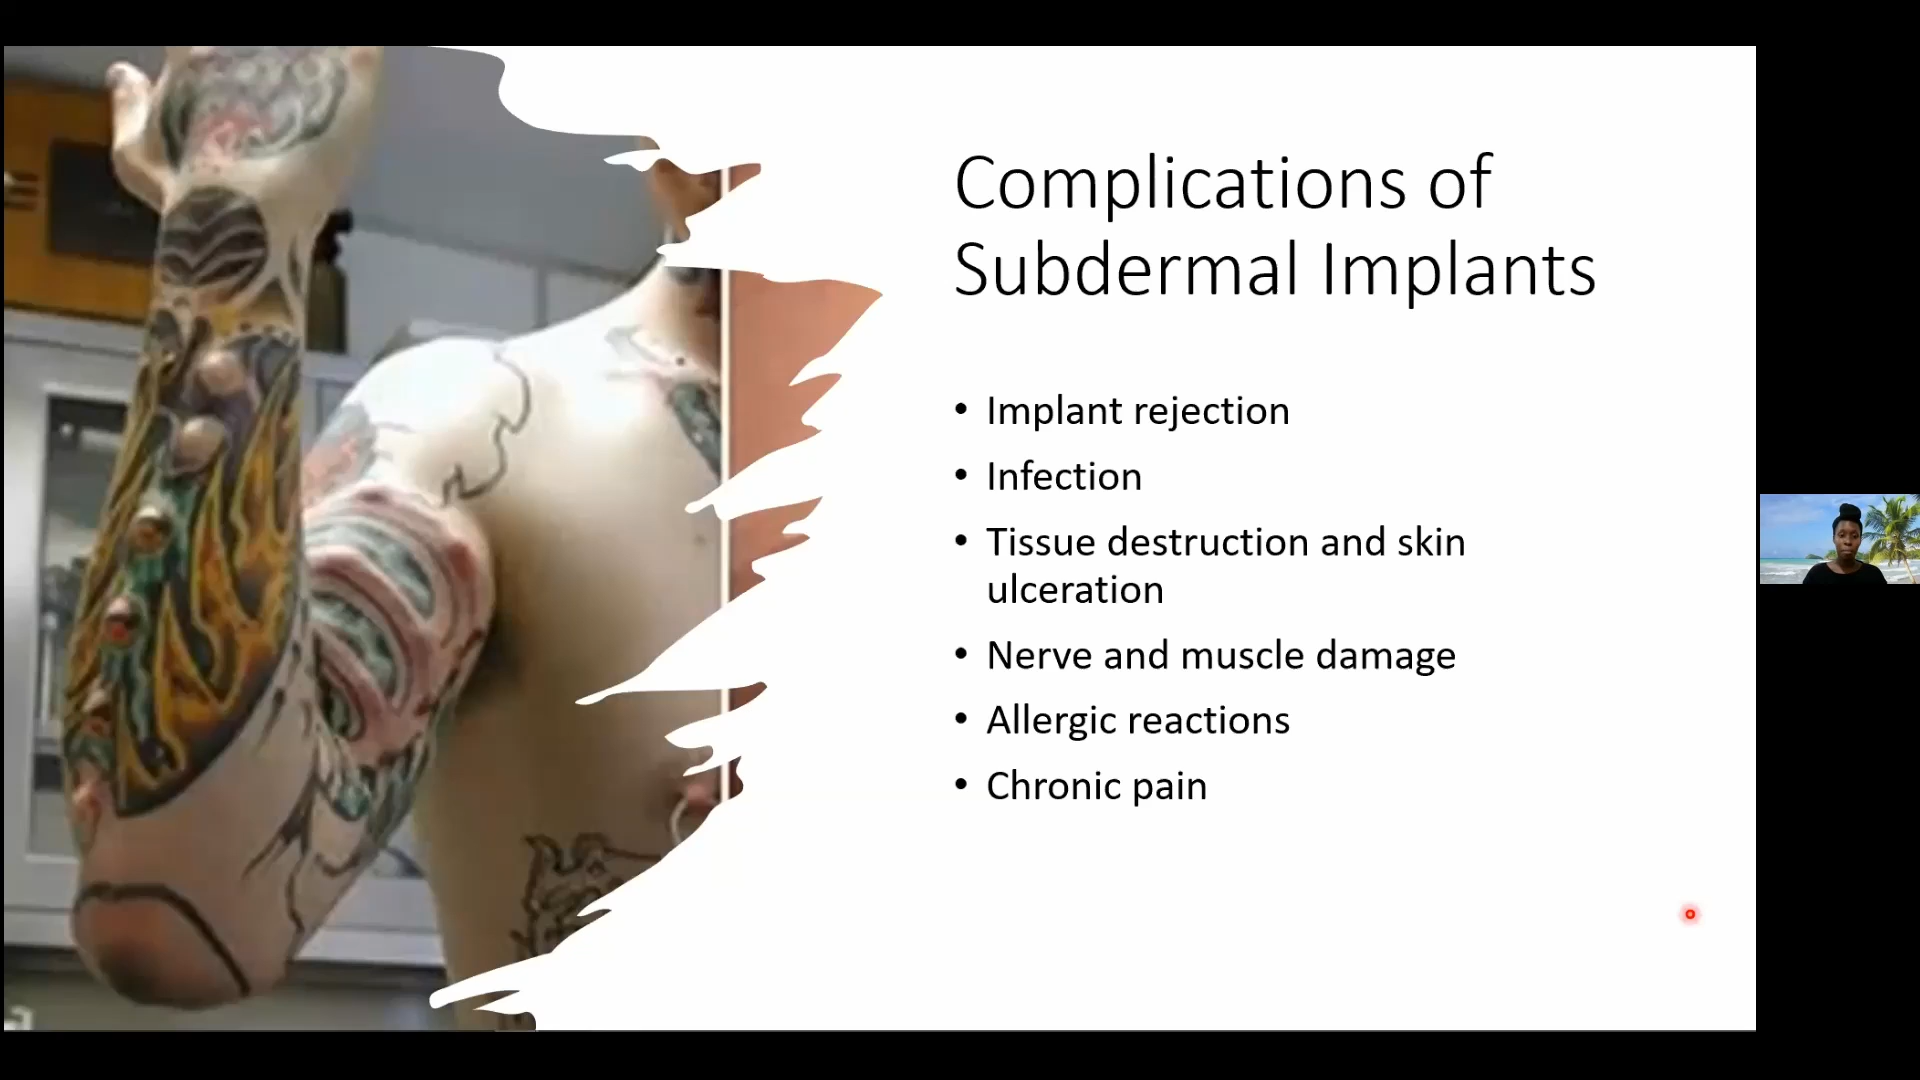 Complications of
Subdermal Implants
• Implant rejection
• Infection
• Tissue destruction and skin
ulceration
• Nerve and muscle damage
• Allergic reactions
• Chronic pain